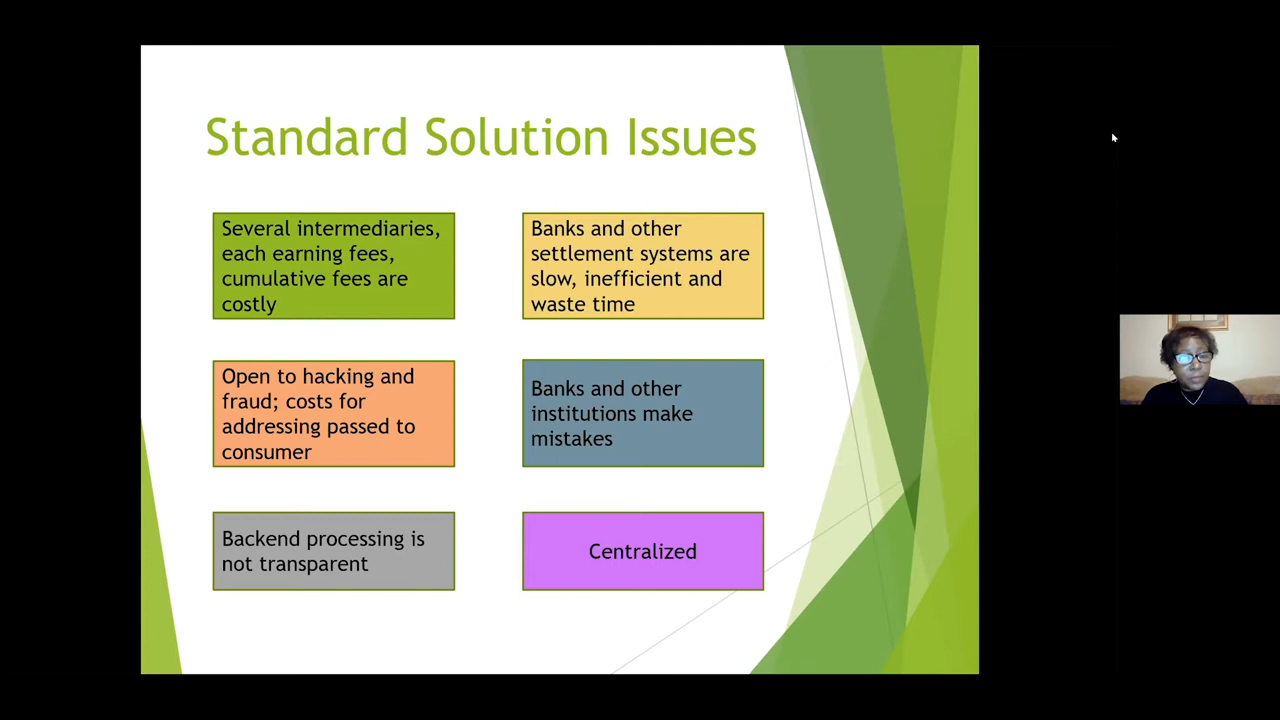 Standard Solution Issues
Several intermediaries,
each earning fees,
cumulative fees are
costly
Banks and other
settlement systems are
slow, inefficient and
waste time
Open to hacking and
fraud; costs for
addressing passed to
consumer
Banks and other
institutions make
mistakes
Backend processing is
not transparent
Centralized